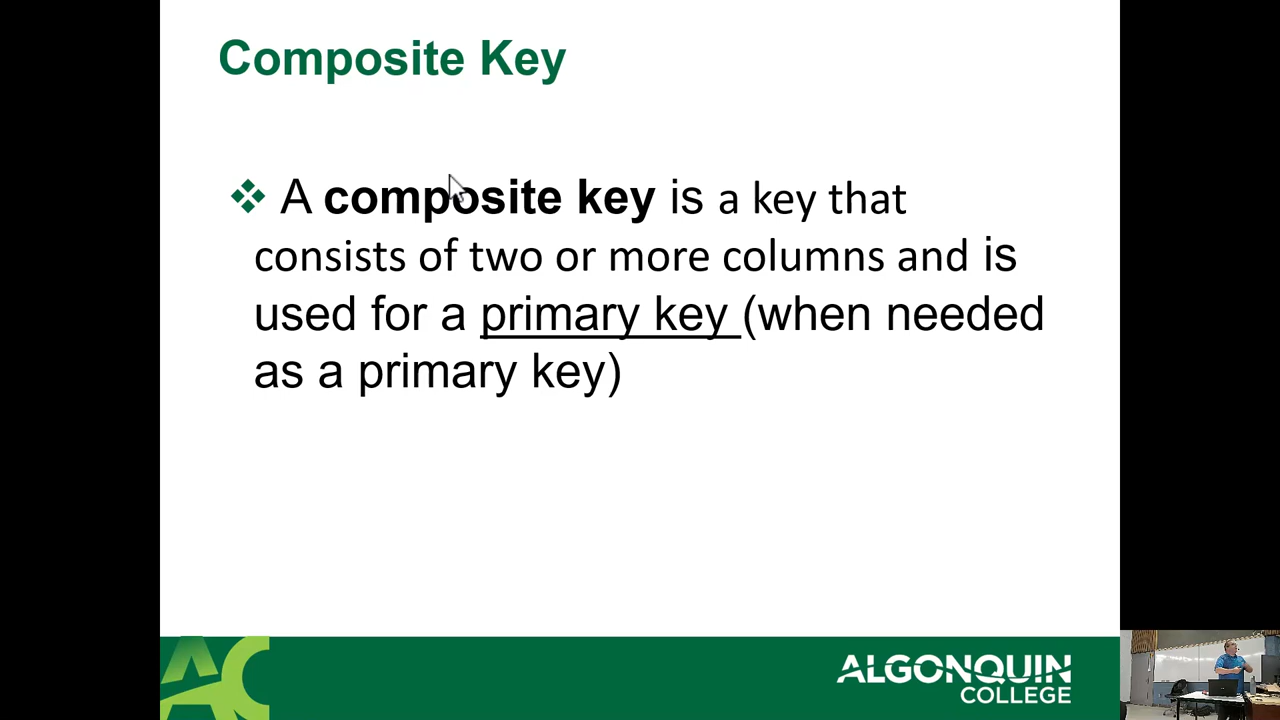 Composite Key
❖ A composite key is a key that
consists of two or more columns and is
used for a primary key (when needed
as a primary key)
AC
ALGONQUIN
COLLEGE